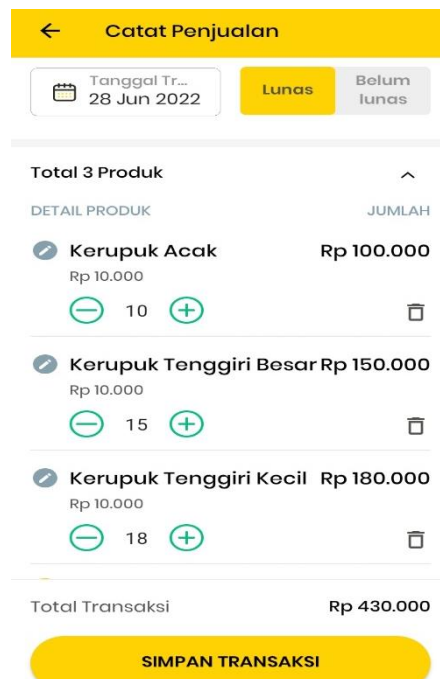 Catat Penjualan
Tanggal Tr...
28 Jun 2022
Lunas
Belum
lunas
Total 3 Produk
DETAIL PRODUK JUMLAH
Kerupuk Acak Rp 100.000
Rp 10.000
10
Kerupuk Tenggiri Besar Rp 150.000
Rp 10.000
15
Kerupuk Tenggiri Kecil Rp 180.000
Rp 10.000
18
Total Transaksi Rp 430.000
SIMPAN TRANSAKSI